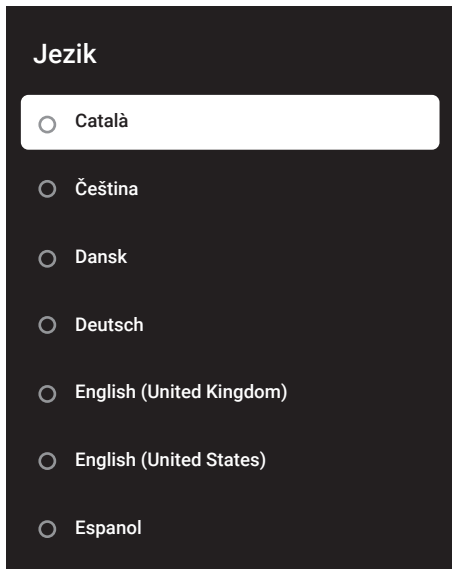 Jezik
Català
Čeština
Dansk
Deutsch
English (United Kingdom)
English (United States)
Espanol